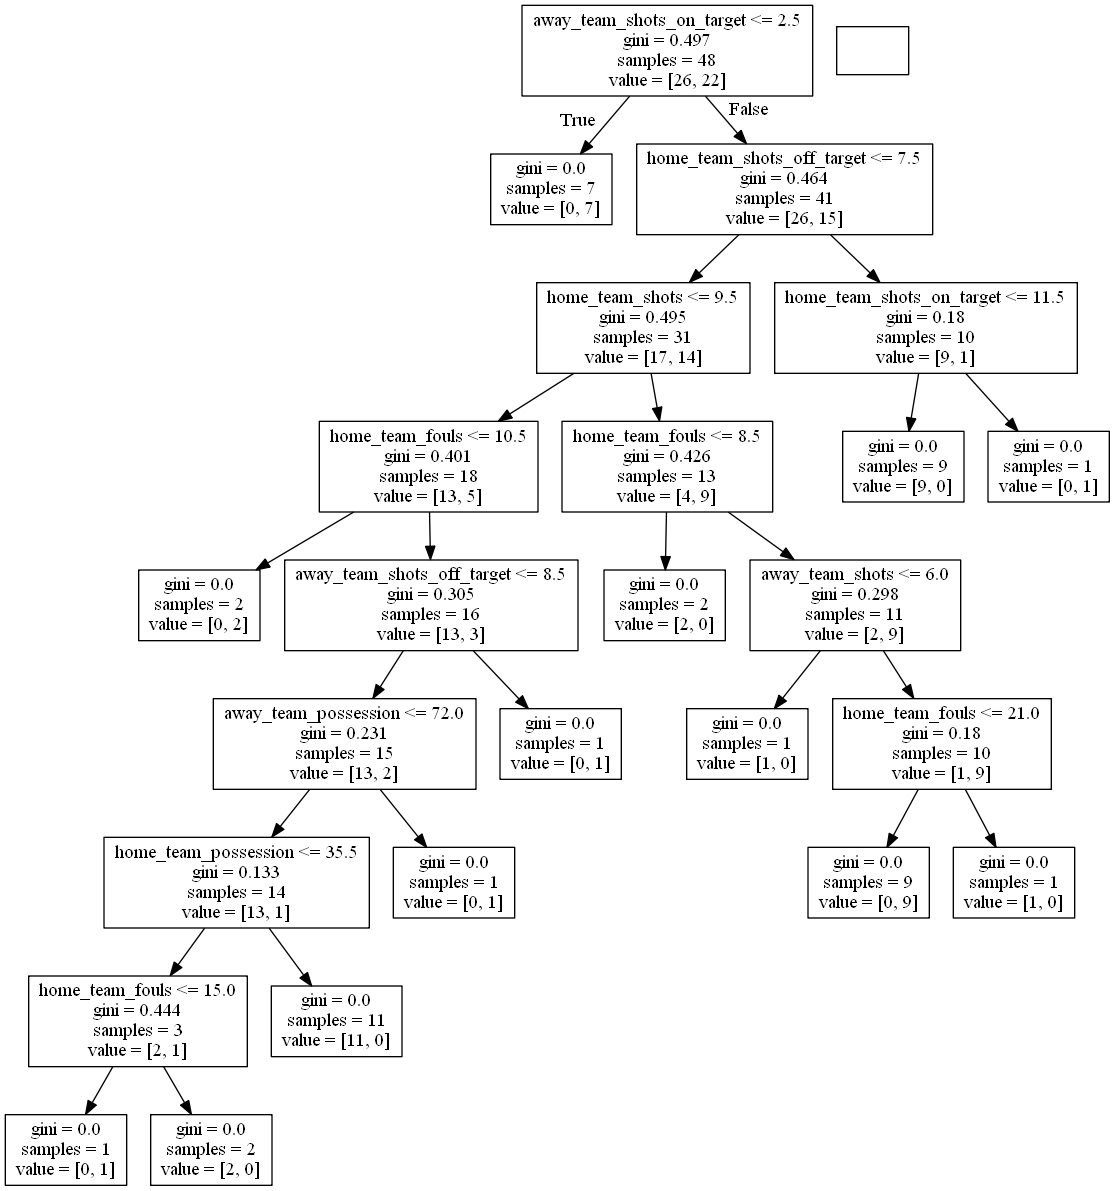 away_team_shots_on_target <= 2.5
gini = 0.497
samples = 48
value = [26, 22]
True
False
gini = 0.0
samples = 7
value = [0, 7]
home_team_shots_off_target <= 7.5
gini = 0.464
samples = 41
value = [26, 15]
home_team_shots <= 9.5
gini = 0.495
samples = 31
value = [17, 14]
home_team_shots_on_target <= 11.5
gini = 0.18
samples = 10
value = [9, 1]
home_team_fouls <= 10.5
gini = 0.401
samples = 18
value = [13, 5]
home_team_fouls <= 8.5
gini = 0.426
samples = 13
value = [4, 9]
gini = 0.0
samples = 9
value = [9, 0]
gini = 0.0
samples = 1
value = [0, 1]
gini = 0.0
samples = 2
value = [0, 2]
away_team_shots_off_target <= 8.5
gini = 0.305
samples = 16
value = [13, 3]
gini = 0.0
samples = 2
value = [2, 0]
away_team_shots <= 6.0
gini = 0.298
samples = 11
value = [2, 9]
away_team_possession <= 72.0
gini = 0.231
samples = 15
value = [13, 2]
gini = 0.0
samples = 1
value = [0, 1]
gini = 0.0
samples = 1
value = [1, 0]
home_team_fouls <= 21.0
gini = 0.18
samples = 10
value = [1, 9]
home_team_possession <= 35.5
gini = 0.133
samples = 14
value = [13, 1]
gini = 0.0
samples = 1
value = [0, 1]
gini = 0.0
samples = 9
value = [0, 9]
gini = 0.0
samples = 1
value = [1, 0]
home_team_fouls <= 15.0
gini = 0.444
samples = 3
value = [2, 1]
gini = 0.0
samples = 11
value = [11, 0]
gini = 0.0
samples = 1
value = [0, 1]
gini = 0.0
samples = 2
value = [2, 0]